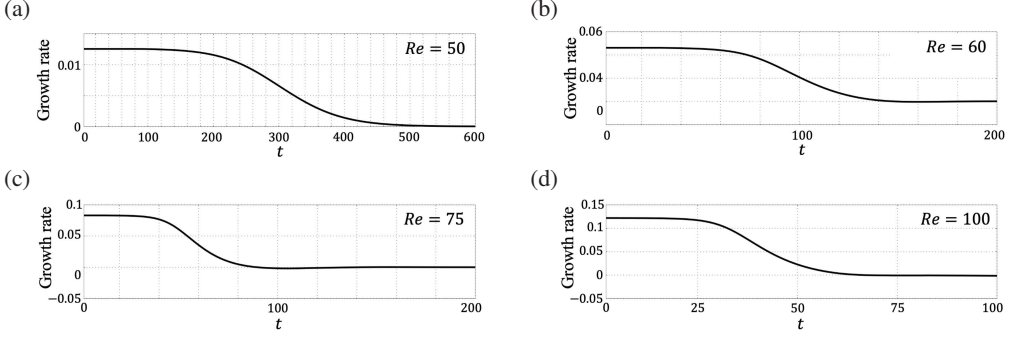 (a)
Growth rate
0.01
0
Re = 50
0 100 200 300 400 500 600
t
(b)
Growth rate
0.06
0.04
0
Re = 60
0 100 200
t
(c)
Growth rate
0.1
0.05
0
−0.05
Re = 75
0 100 200
t
(d)
Growth rate
0.15
0.1
0.05
0
−0.05
Re = 100
0 25 50 75 100
t